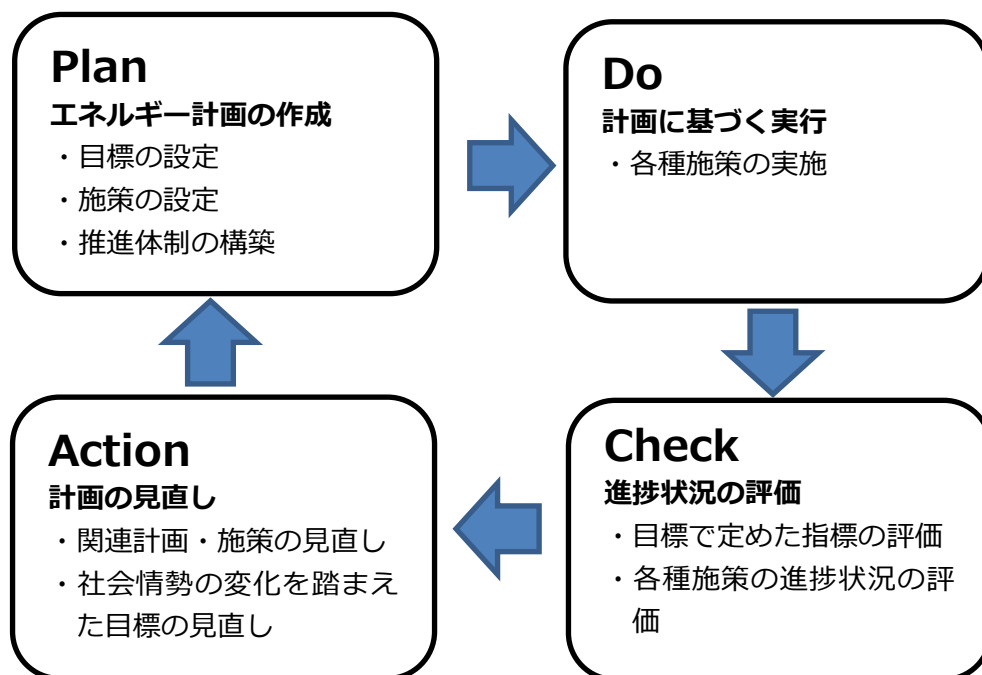 Plan
エネルギー計画の作成
・目標の設定
・施策の設定
・推進体制の構築
Do
計画に基づく実行
・各種施策の実施
Check
進捗状況の評価
・目標で定めた指標の評価
・各種施策の進捗状況の評
価
Action
計画の見直し
・関連計画・施策の見直し
・社会情勢の変化を踏まえ
た目標の見直し